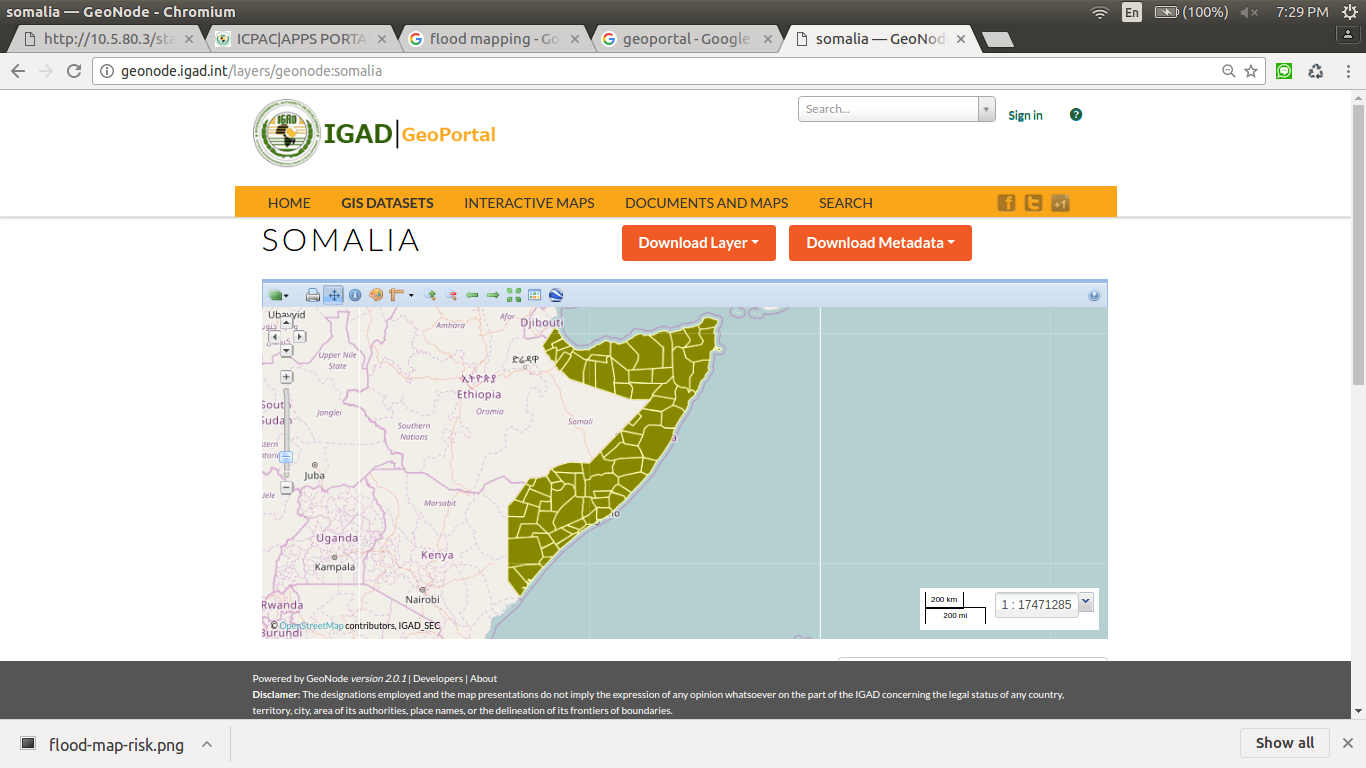 somalia — GeoNode - Chromium
En (100%) 7:29 PM
http://10.5.80.3/sta
ICPAC|APPS PORTA
flood mapping - Go
geoportal - Google
somalia — GeoNod
geonode.igad.int/layers/geonode:somalia
IGAD
IGAD|GeoPortal
Search...
Sign in
?
HOME GIS DATASETS INTERACTIVE MAPS DOCUMENTS AND MAPS SEARCH
f t +1
SOMALIA
Download Layer
Download Metadata
Ubayyid
Afar
Amhara
Djibouti
Upper Nile
State
ድሬዳዋ
ኢትዮጵያ
Ethiopia
South
Sudan
Jonglei
Oromia
Somali
Southern
Nations
Juba
Marsabit
Uganda
Kampala
Kenya
Nairobi
Rwanda
Burundi
© OpenStreetMap contributors, IGAD_SEC
200 km
200 mi
1 : 17471285
Powered by GeoNode version 2.0.1 | Developers | About
Disclamer: The designations employed and the map presentations do not imply the expression of any opinion whatsoever on the part of the IGAD concerning the legal status of any country,
territory, city, area of its authorities, place names, or the delineation of its frontiers of boundaries.
flood-map-risk.png
Show all